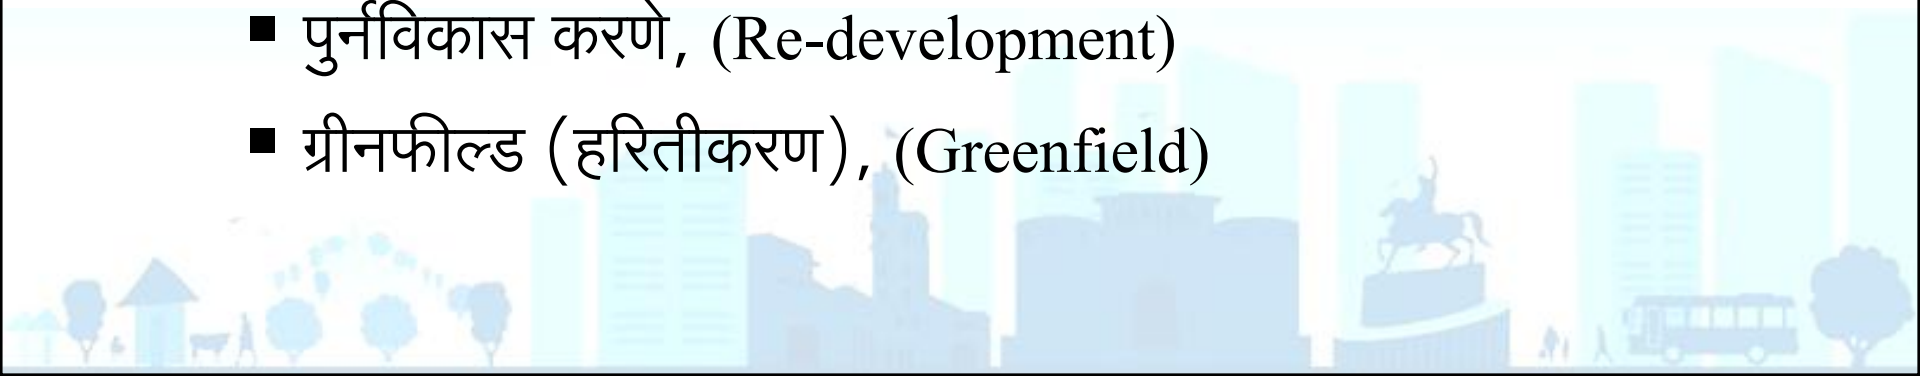 ▪ पुर्नविकास करणे, (Re-development)
▪ ग्रीनफील्ड (हरितीकरण), (Greenfield)